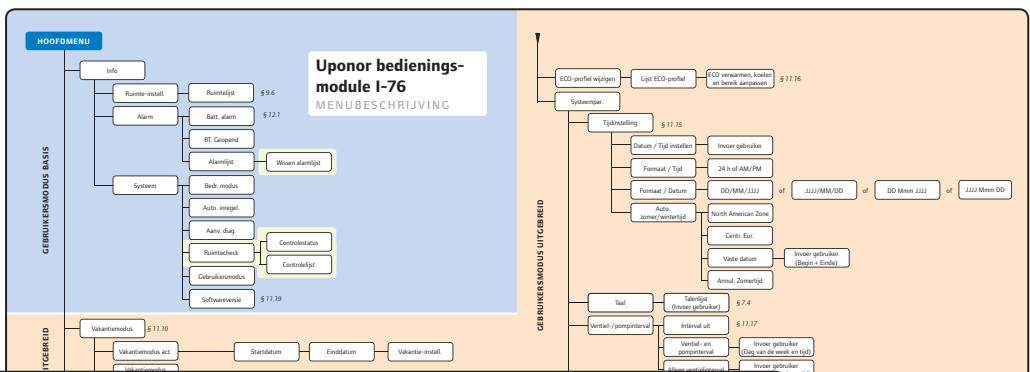 HOOFDMENU
Uponor bedienings-
module I-76
MENUBESCHRIJVING
GEBRUIKERSMODUS BASIS
Info
Ruimte-instell.
Ruimtelijst
§ 9.6
Alarm
Batt. alarm
§ 12.1
RT. Geopend
Alarmlijst
Wissen alarmlijst
Systeem
Bedr. modus
Auto. inregel.
Aanv. diag.
Ruimtecheck
Controlestatus
Controlelijst
Gebruikersmodus
Softwareversie
§ 11.19
ITGEBREID
Vakantiemodus
§ 11.10
Vakantiemodus act.
Startdatum
Einddatum
Vakantie-instell.
Vakantiemodus
GEBRUIKERSMODUS UITGEBREID
ECO-profiel wijzigen
Lijst ECO-profiel
ECO verwarmen, koelen
en bereik aanpassen
§ 11.16
Systeempar.
Tijdinstelling
§ 11.15
Datum / Tijd instellen
Invoer gebruiker
Formaat / Tijd
24 h of AM/PM
Formaat / Datum
DD/MM/JJJJ
of
JJJJ/MM/DD
of
DD Mmm JJJJ
of
JJJJ Mmm DD
Auto.
zomer/wintertijd
North American Zone
Centr. Eur.
Vaste datum
Invoer gebruiker
(Begin + Einde)
Annul. Zomertijd
Taal
Talenlijst
(Invoer gebruiker)
§ 7.4
Ventiel-/pompinterval
Interval uit
§ 11.17
Ventiel- en
pompinterval
Invoer gebruiker
(Dag van de week en tijd)
Alleen ventielinterval
Invoer gebruiker